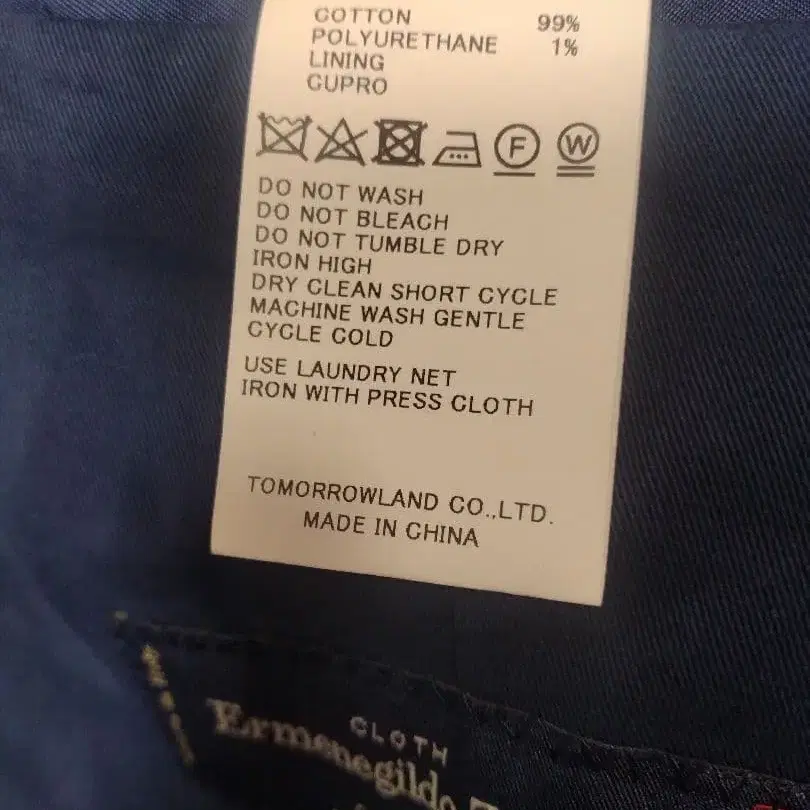 COTTON 99%
POLYURETHANE 1%
LINING
CUPRO
F W
DO NOT WASH
DO NOT BLEACH
DO NOT TUMBLE DRY
IRON HIGH
DRY CLEAN SHORT CYCLE
MACHINE WASH GENTLE
CYCLE COLD
USE LAUNDRY NET
IRON WITH PRESS CLOTH
TOMORROWLAND CO.,LTD.
MADE IN CHINA
CLOTH
Ermenegildo